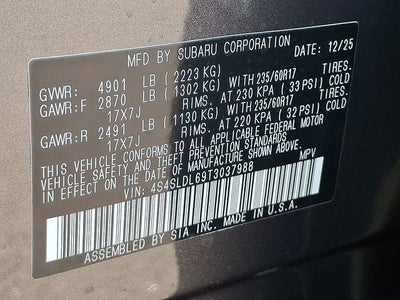 MFD BY SUBARU CORPORATION DATE: 12/25
GVWR: 4901 LB (2223 KG)
GAWR:F 2870 LB (1302 KG) WITH 235/60R17 TIRES.
17X7J RIMS. AT 230 KPA (33 PSI) COLD
GAWR:R 2491 LB (1130 KG) WITH 235/60R17 TIRES.
17X7J RIMS. AT 220 KPA (32 PSI) COLD
THIS VEHICLE CONFORMS TO ALL APPLICABLE FEDERAL MOTOR
VEHICLE SAFETY AND THEFT PREVENTION STANDARDS
IN EFFECT ON THE DATE OF MANUFACTURE SHOWN ABOVE.
VIN: 4S4SLDL69T3037988 MPV
ASSEMBLED BY SIA INC. MADE IN U.S.A.